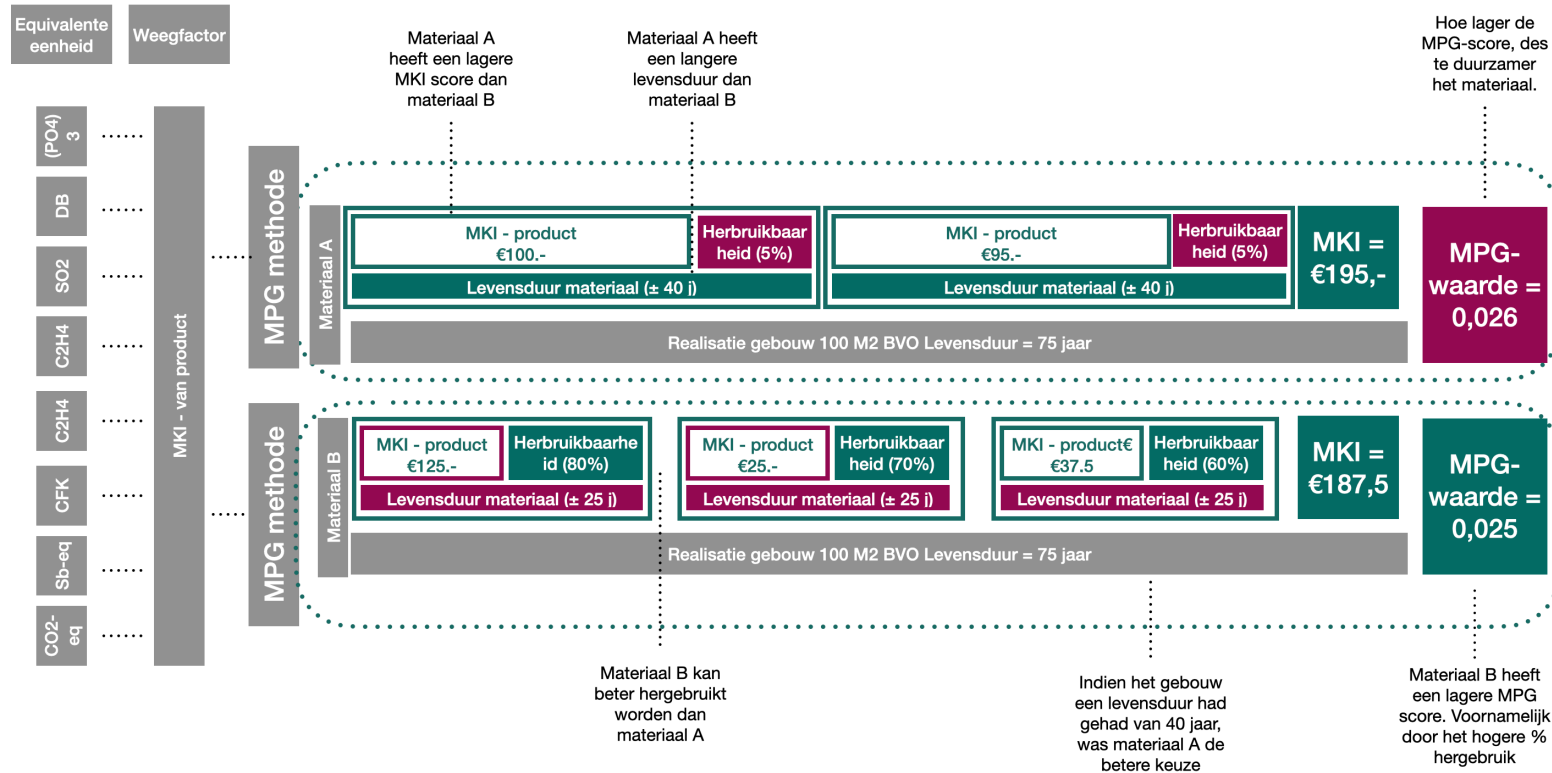 Equivalente
eenheid
Weegfactor
Materiaal A
heeft een lagere
MKI score dan
materiaal B
Materiaal A heeft
een langere
levensduur dan
materiaal B
Hoe lager de
MPG-score, des
te duurzamer
het materiaal.
(PO4)
3
DB
SO2
C2H4
C2H4
CFK
Sb-eq
CO2-
eq
MKI - van product
MPG methode
Materiaal A
MKI - product
€100.-
Herbruikbaar
heid (5%)
Levensduur materiaal (± 40 j)
MKI - product
€95.-
Herbruikbaar
heid (5%)
Levensduur materiaal (± 40 j)
MKI =
€195,-
MPG-
waarde =
0,026
Realisatie gebouw 100 M2 BVO Levensduur = 75 jaar
MPG methode
Materiaal B
MKI - product
€125.-
Herbruikbaarhe
id (80%)
Levensduur materiaal (± 25 j)
MKI - product
€25.-
Herbruikbaar
heid (70%)
Levensduur materiaal (± 25 j)
MKI - product€
€37.5
Herbruikbaar
heid (60%)
Levensduur materiaal (± 25 j)
MKI =
€187,5
MPG-
waarde =
0,025
Realisatie gebouw 100 M2 BVO Levensduur = 75 jaar
Materiaal B kan
beter hergebruikt
worden dan
materiaal A
Indien het gebouw
een levensduur had
gehad van 40 jaar,
was materiaal A de
betere keuze
Materiaal B heeft
een lagere MPG
score. Voornamelijk
door het hogere %
hergebruik